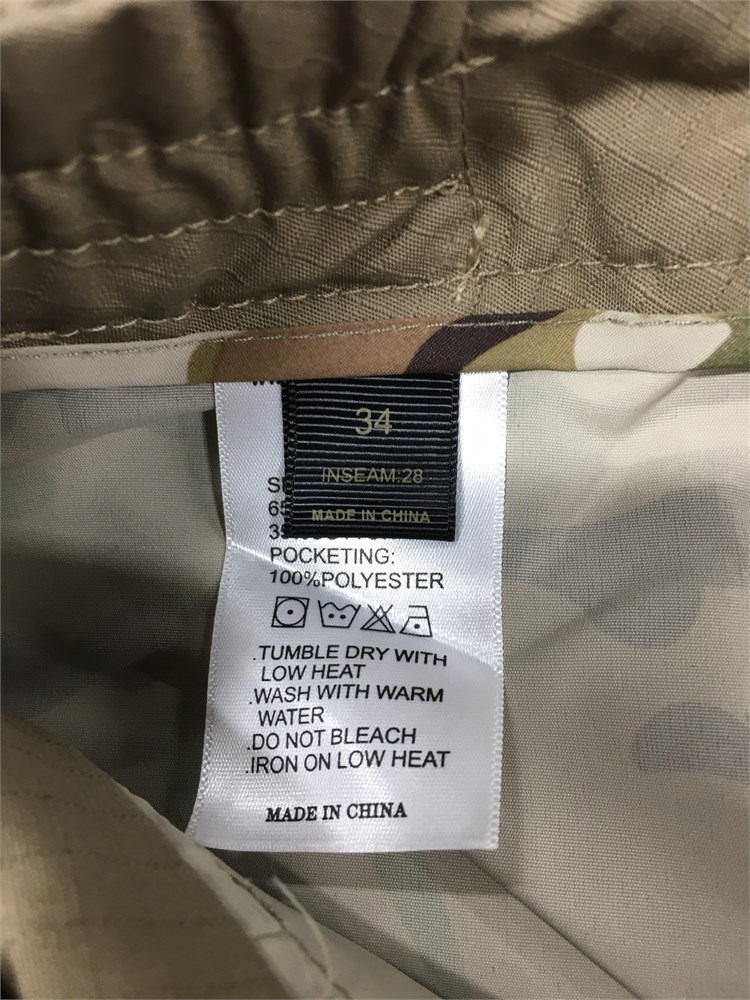 34
INSEAM:28
MADE IN CHINA
POCKETING:
100%POLYESTER
.TUMBLE DRY WITH
LOW HEAT
.WASH WITH WARM
WATER
.DO NOT BLEACH
.IRON ON LOW HEAT
MADE IN CHINA